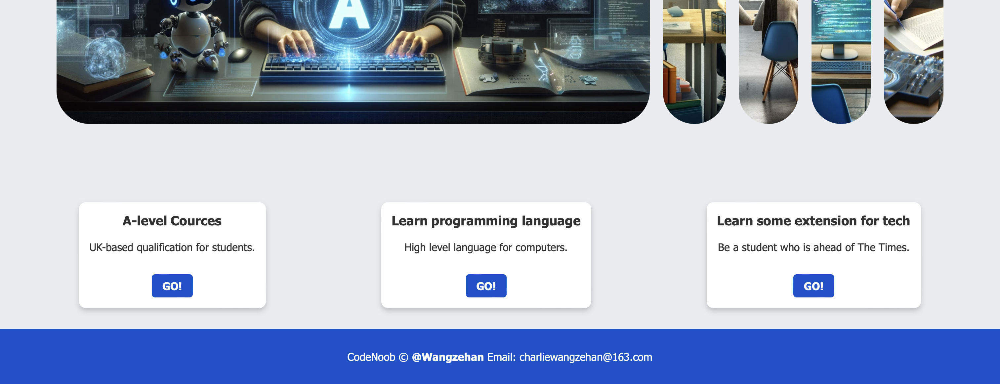 A
A-level Cources
UK-based qualification for students.
GO!
Learn programming language
High level language for computers.
GO!
Learn some extension for tech
Be a student who is ahead of The Times.
GO!
CodeNoob © @Wangzehan Email: charliewangzehan@163.com